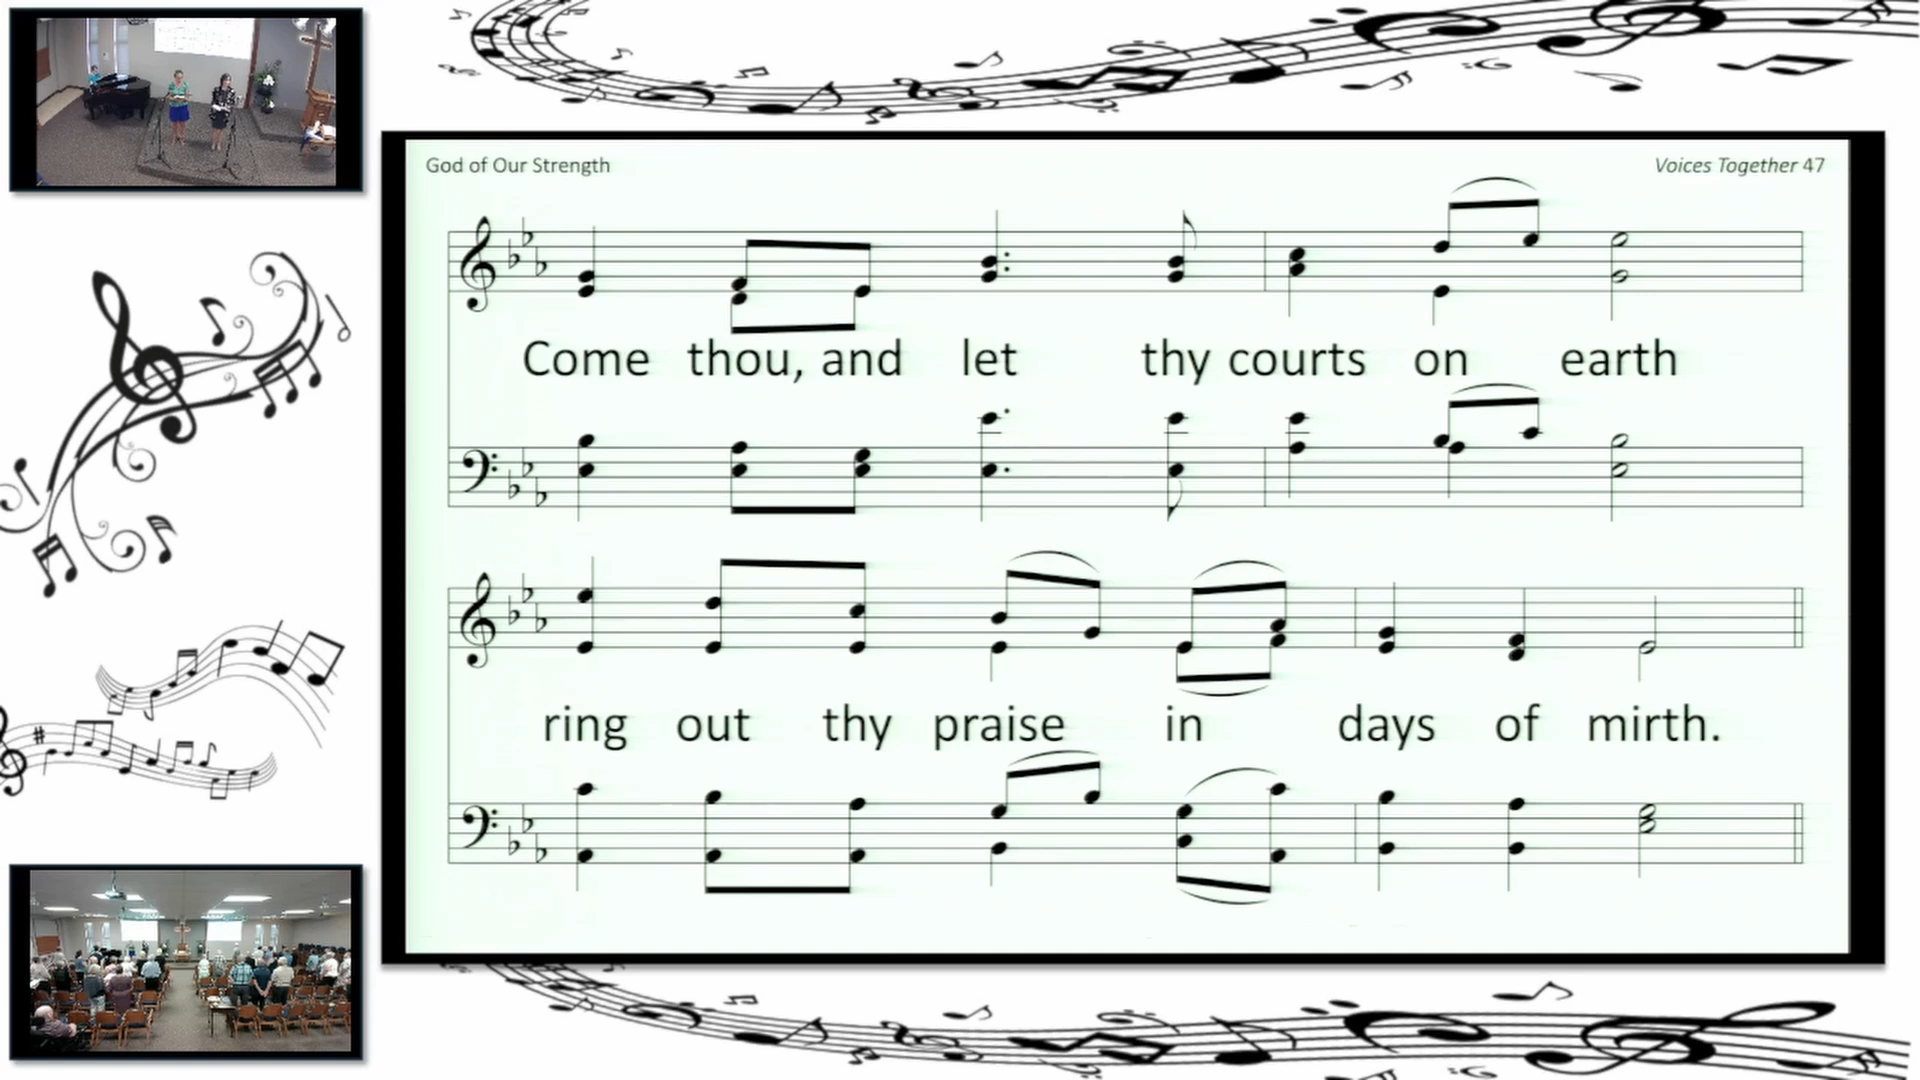 God of Our Strength
Voices Together 47
Come thou, and let thy courts on earth
ring out thy praise in days of mirth.